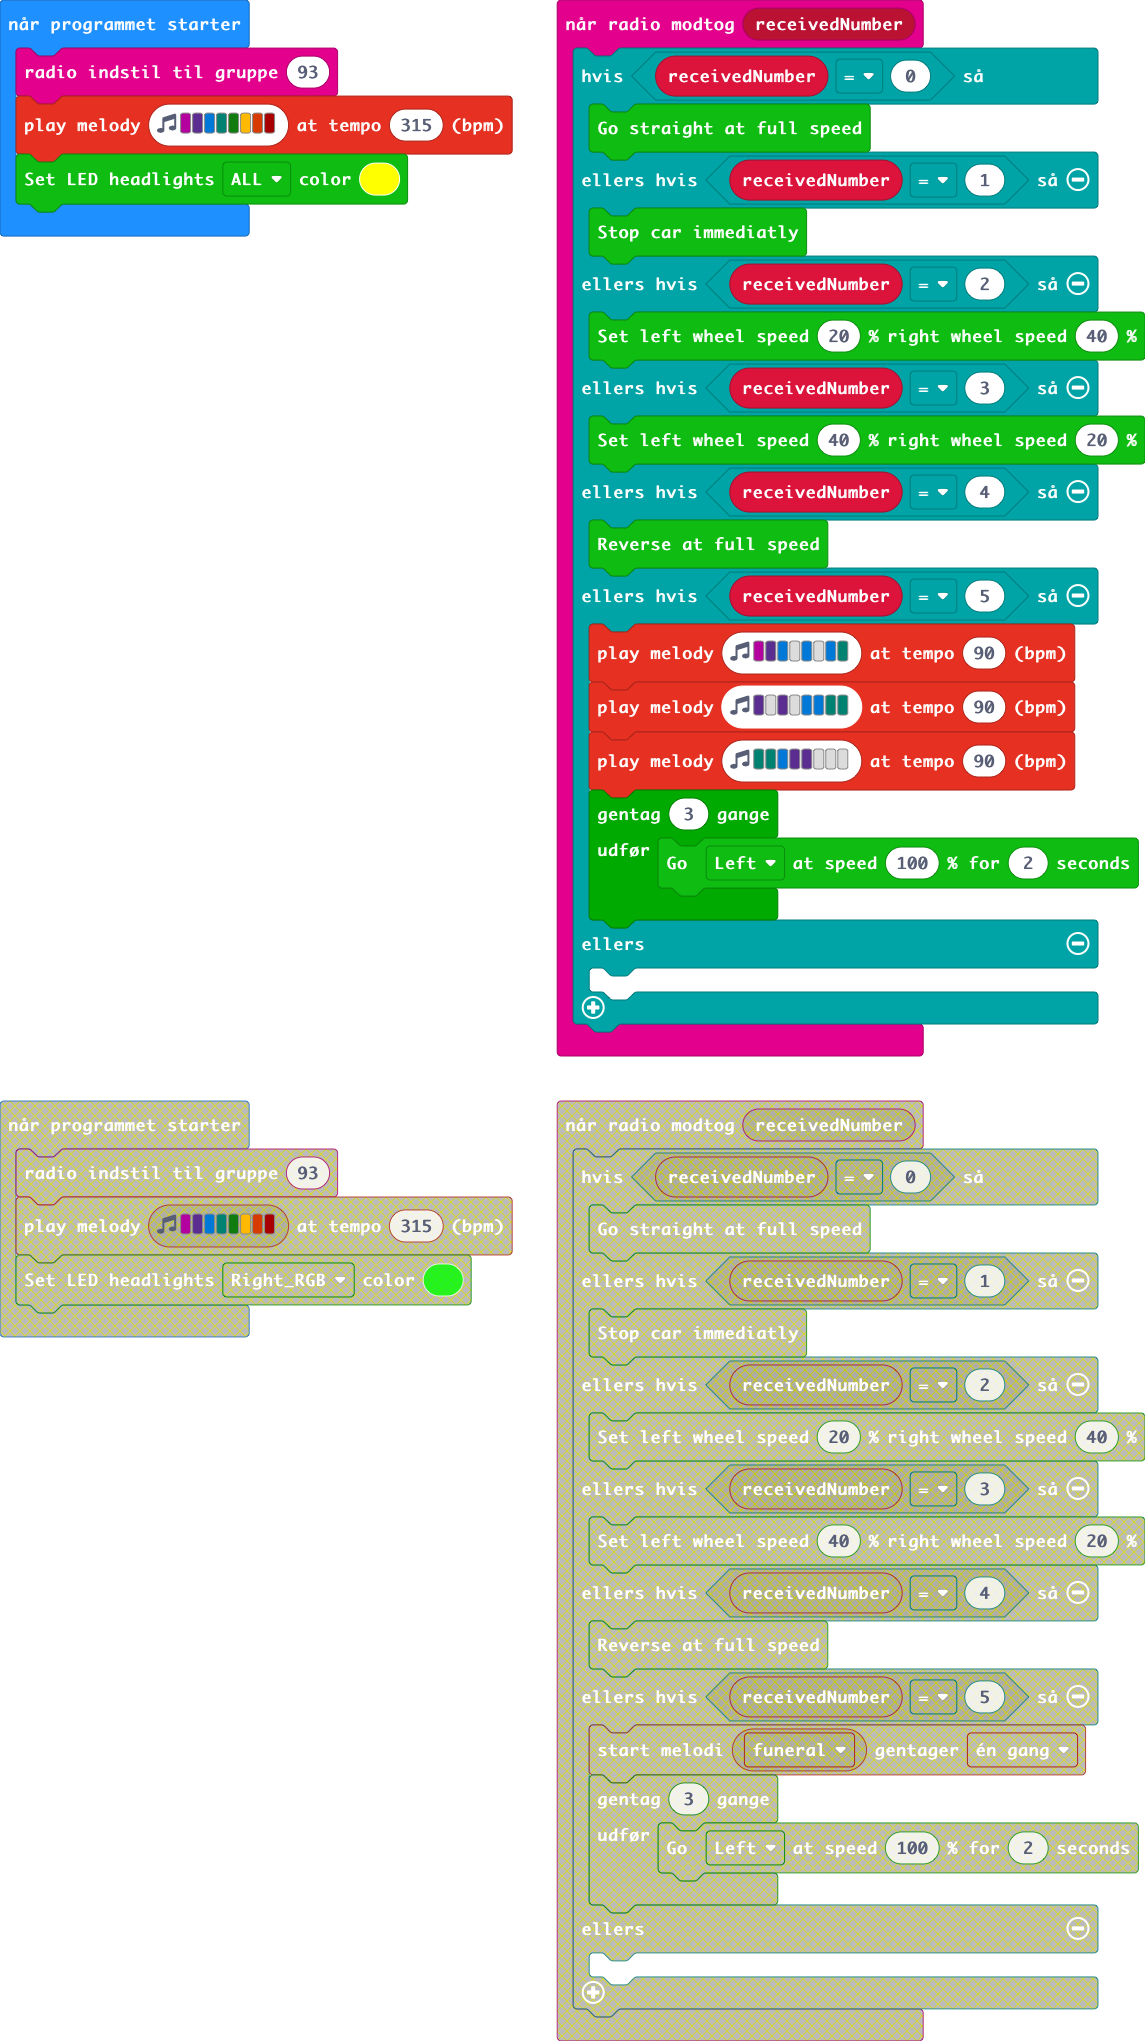 når programmet starter
radio indstil til gruppe 93
play melody at tempo 315 (bpm)
Set LED headlights ALL color
når radio modtog receivedNumber
hvis receivedNumber = 0 så
Go straight at full speed
ellers hvis receivedNumber = 1 så
Stop car immediatly
ellers hvis receivedNumber = 2 så
Set left wheel speed 20 % right wheel speed 40 %
ellers hvis receivedNumber = 3 så
Set left wheel speed 40 % right wheel speed 20 %
ellers hvis receivedNumber = 4 så
Reverse at full speed
ellers hvis receivedNumber = 5 så
play melody at tempo 90 (bpm)
play melody at tempo 90 (bpm)
play melody at tempo 90 (bpm)
gentag 3 gange
udfør Go Left at speed 100 % for 2 seconds
ellers
når programmet starter
radio indstil til gruppe 93
play melody at tempo 315 (bpm)
Set LED headlights Right_RGB color
når radio modtog receivedNumber
hvis receivedNumber = 0 så
Go straight at full speed
ellers hvis receivedNumber = 1 så
Stop car immediatly
ellers hvis receivedNumber = 2 så
Set left wheel speed 20 % right wheel speed 40 %
ellers hvis receivedNumber = 3 så
Set left wheel speed 40 % right wheel speed 20 %
ellers hvis receivedNumber = 4 så
Reverse at full speed
ellers hvis receivedNumber = 5 så
start melodi funeral gentager én gang
gentag 3 gange
udfør Go Left at speed 100 % for 2 seconds
ellers